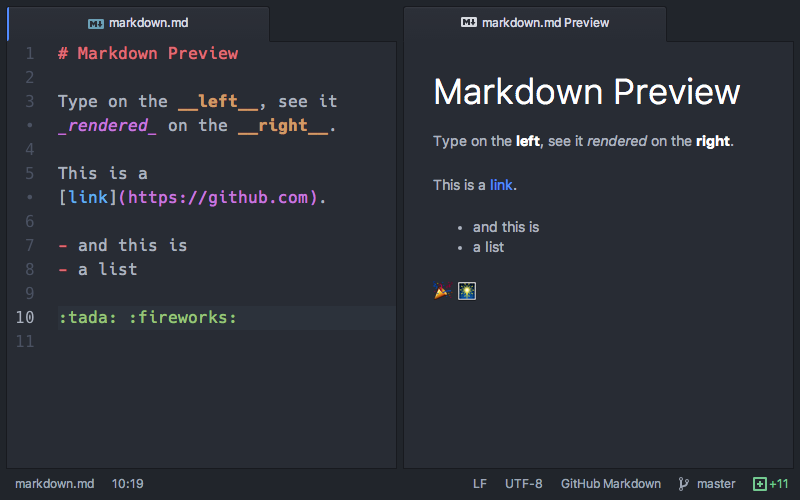 markdown.md
1 # Markdown Preview
2
3 Type on the __left__, see it
• _rendered_ on the __right__.
4
5 This is a
• [link](https://github.com).
6
7 - and this is
8 - a list
9
10 :tada: :fireworks:
11
markdown.md Preview
Markdown Preview
Type on the left, see it rendered on the right.
This is a link.
• and this is
• a list
markdown.md 10:19 LF UTF-8 GitHub Markdown master +11